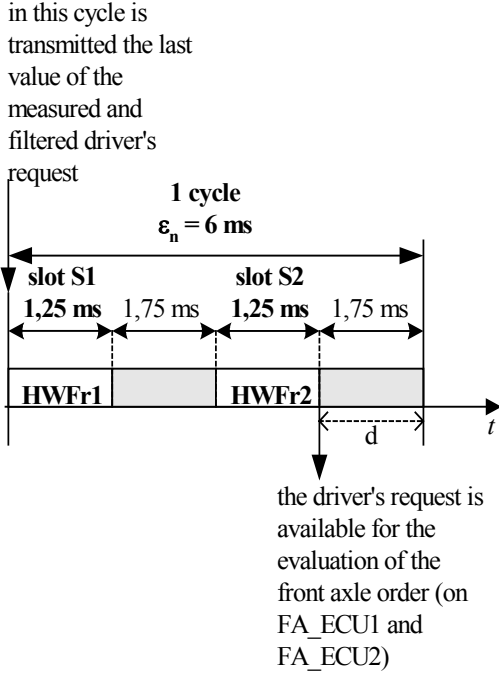 in this cycle is
transmitted the last
value of the
measured and
filtered driver's
request
1 cycle
εn = 6 ms
slot S1
1,25 ms
1,75 ms
slot S2
1,25 ms
1,75 ms
HWFr1
HWFr2
t
d
the driver's request is
available for the
evaluation of the
front axle order (on
FA_ECU1 and
FA_ECU2)